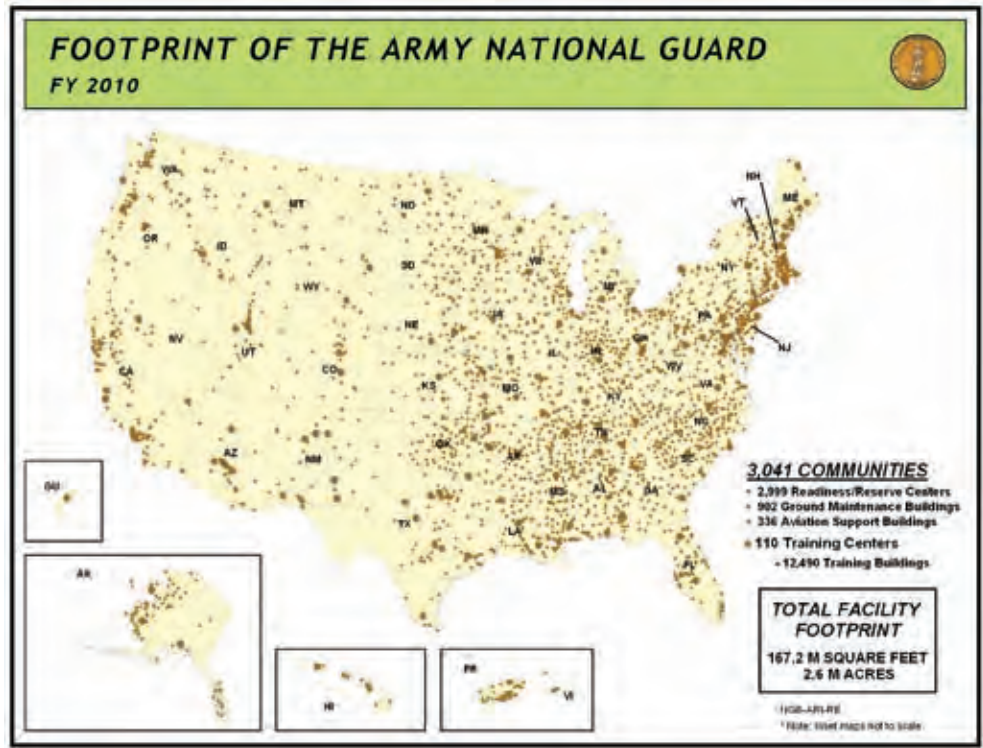 FOOTPRINT OF THE ARMY NATIONAL GUARD
FY 2010
WA
MT
ND
MN
OR
ID
SD
WI
MI
VT
NH
ME
NY
WY
IA
NE
PA
NJ
NV
UT
CO
IL
IN
OH
WV
VA
CA
KS
MO
KY
NC
AZ
NM
OK
AR
TN
SC
MS
AL
GA
TX
LA
FL
GU
AK
HI
PR
VI
3,041 COMMUNITIES
• 2,999 Readiness/Reserve Centers
• 902 Ground Maintenance Buildings
• 336 Aviation Support Buildings
110 Training Centers
- 12,490 Training Buildings
TOTAL FACILITY
FOOTPRINT
167.2 M SQUARE FEET
2.6 M ACRES
NGB-ARI-RE
* Note: Inset maps not to scale